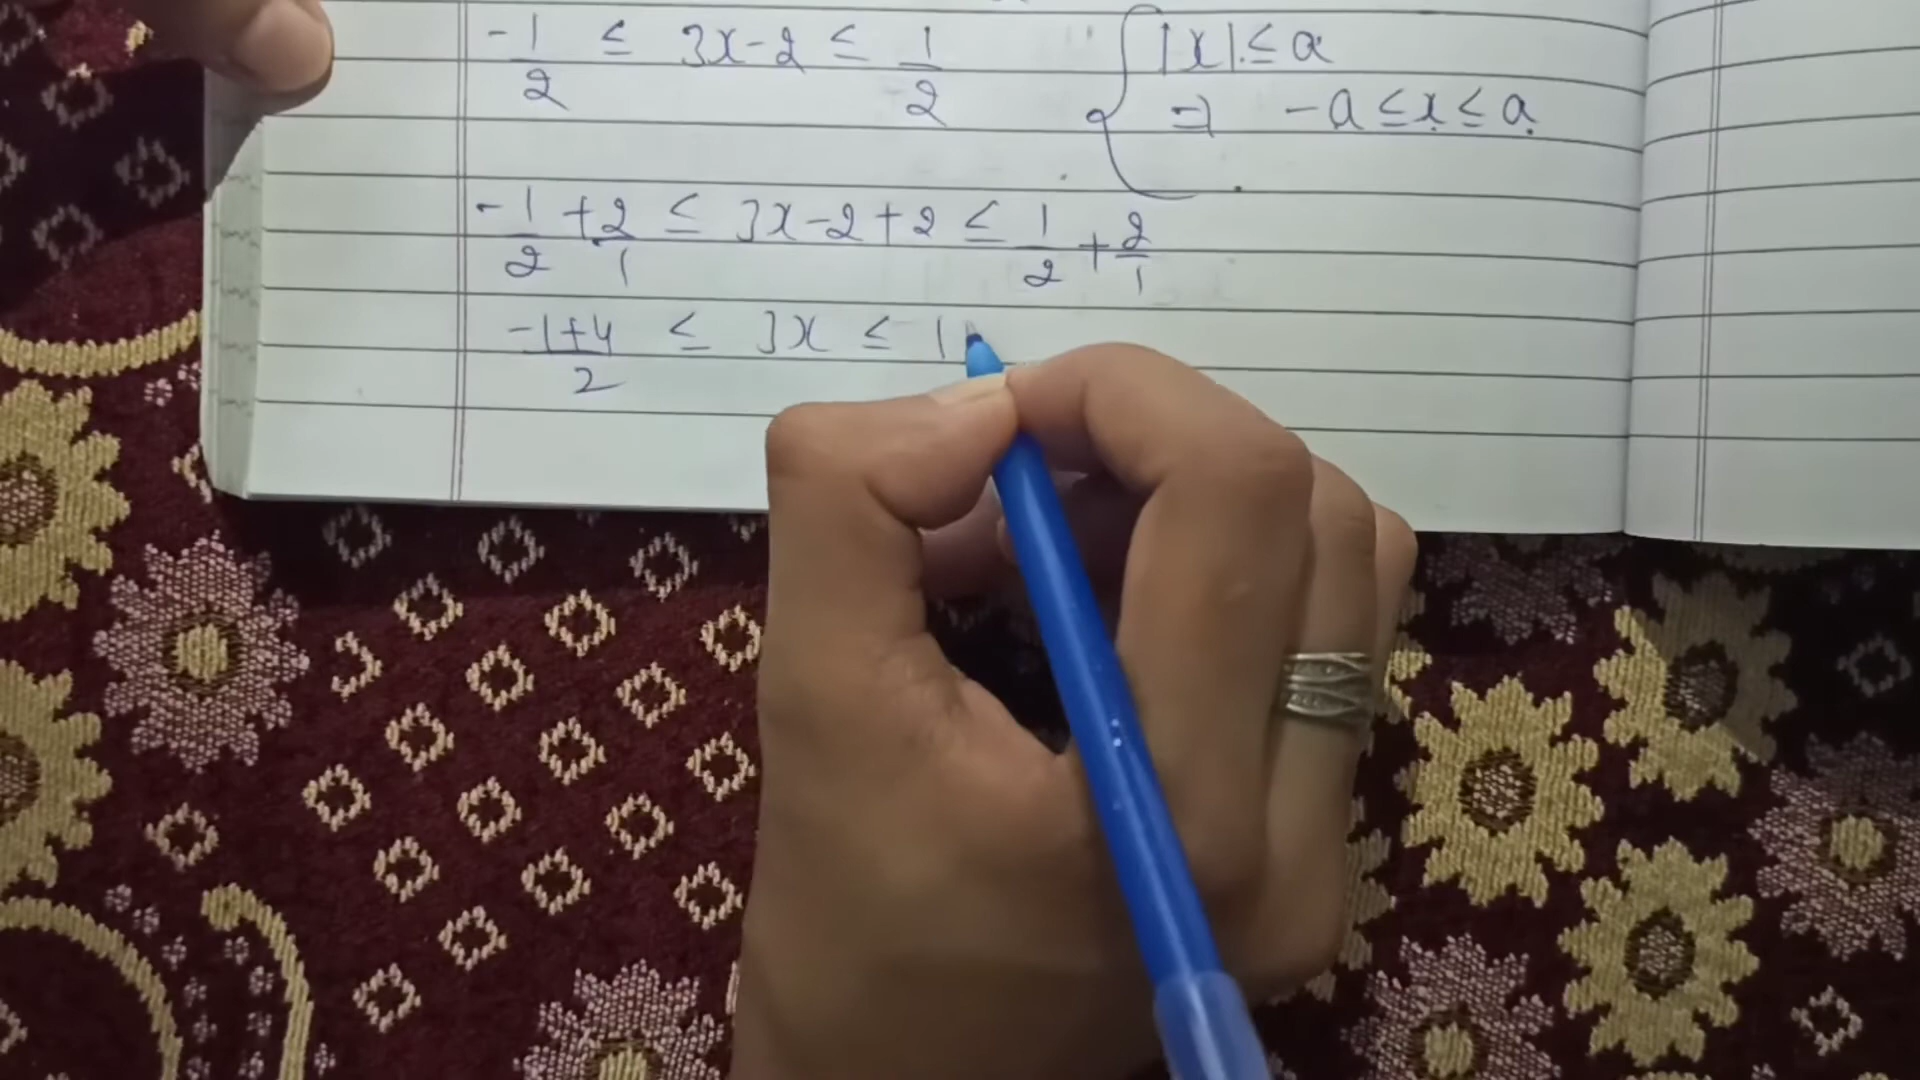 -1/2 ≤ 3x-2 ≤ 1/2
|x| ≤ a
⇒ -a ≤ x ≤ a
-1/2 + 2/1 ≤ 3x-2+2 ≤ 1/2 + 2/1
-1+4/2 ≤ 3x ≤ 1